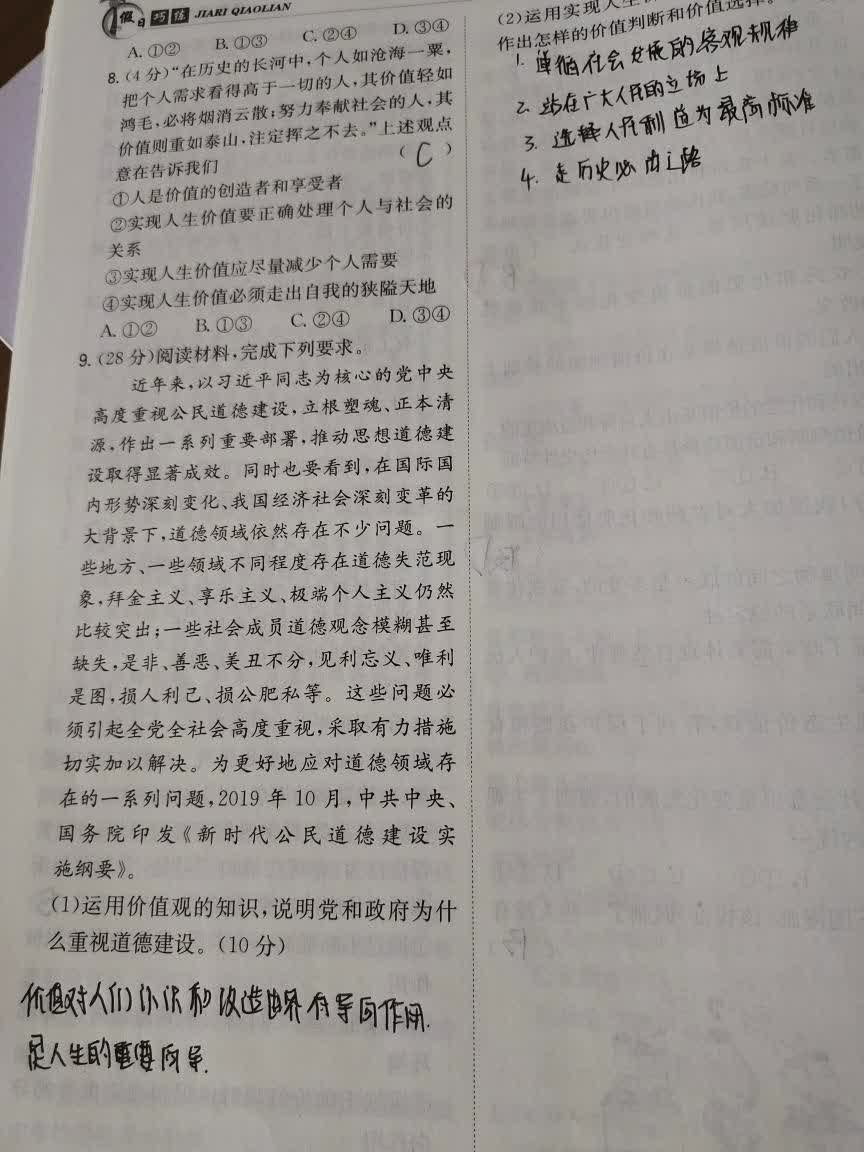 假日巧练 JIARI QIAOLIAN
A. ①② B. ①③ C. ②④ D. ③④
8. (4 分)“在历史的长河中,个人如沧海一粟,
把个人需求看得高于一切的人,其价值轻如
鸿毛,必将烟消云散;努力奉献社会的人,其
价值则重如泰山,注定挥之不去。”上述观点
意在告诉我们 ( C )
①人是价值的创造者和享受者
②实现人生价值要正确处理个人与社会的
关系
③实现人生价值应尽量减少个人需要
④实现人生价值必须走出自我的狭隘天地
A. ①② B. ①③ C. ②④ D. ③④
9. (28 分)阅读材料,完成下列要求。
近年来,以习近平同志为核心的党中央
高度重视公民道德建设,立根塑魂、正本清
源,作出一系列重要部署,推动思想道德建
设取得显著成效。同时也要看到,在国际国
内形势深刻变化、我国经济社会深刻变革的
大背景下,道德领域依然存在不少问题。一
些地方、一些领域不同程度存在道德失范现
象,拜金主义、享乐主义、极端个人主义仍然
比较突出;一些社会成员道德观念模糊甚至
缺失,是非、善恶、美丑不分,见利忘义、唯利
是图,损人利己、损公肥私等。这些问题必
须引起全党全社会高度重视,采取有力措施
切实加以解决。为更好地应对道德领域存
在的一系列问题,2019 年 10 月,中共中央、
国务院印发《新时代公民道德建设实
施纲要》。
(1)运用价值观的知识,说明党和政府为什
么重视道德建设。(10 分)
价值对人们认识和改造世界有导向作用.
是人生的重要向导.
(2)运用实现人生
作出怎样的价值判断和价值选择。
1. 遵循社会发展的客观规律
2. 站在广大人民的立场上
3. 选择人民利益为最高标准
4. 走历史必由之路